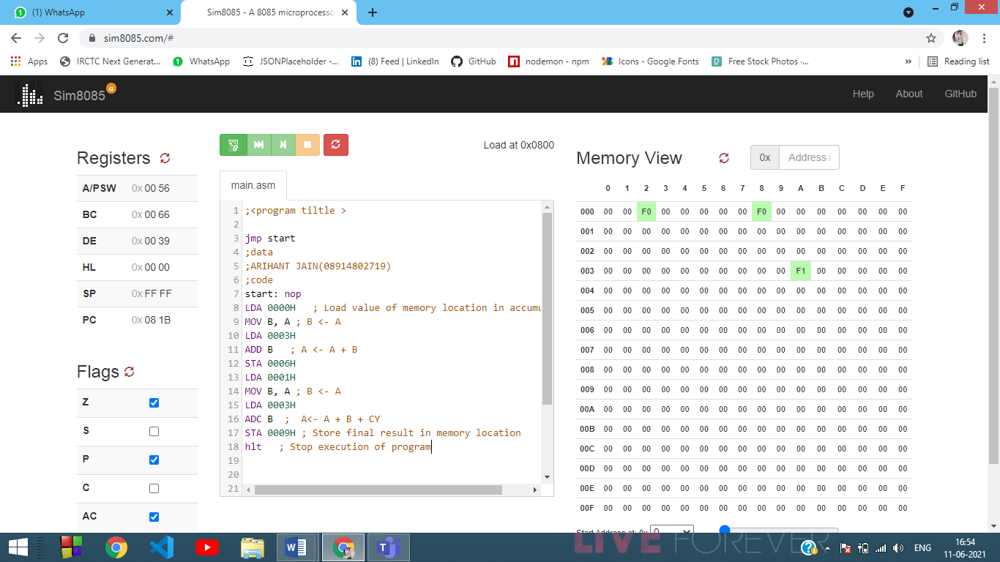 (1) WhatsApp
Sim8085 - A 8085 microprocesso
sim8085.com/#
Apps IRCTC Next Generat... 1 WhatsApp JSONPlaceholder -... (8) Feed | LinkedIn GitHub nodemon - npm Icons - Google Fonts Free Stock Photos ·... » Reading list
Sim8085 α
Help About GitHub
Registers
A/PSW 0x 00 56
BC 0x 00 66
DE 0x 00 39
HL 0x 00 00
SP 0x FF FF
PC 0x 08 1B
Flags
Z
S
P
C
AC
Load at 0x0800
main.asm
1 ;<program tiltle >
2
3 jmp start
4 ;data
5 ;ARIHANT JAIN(08914802719)
6 ;code
7 start: nop
8 LDA 0000H ; Load value of memory location in accumu
9 MOV B, A ; B <- A
10 LDA 0003H
11 ADD B ; A <- A + B
12 STA 0006H
13 LDA 0001H
14 MOV B, A ; B <- A
15 LDA 0003H
16 ADC B ; A<- A + B + CY
17 STA 0009H ; Store final result in memory location
18 hlt ; Stop execution of program
19
20
21
Memory View
0x Address
0 1 2 3 4 5 6 7 8 9 A B C D E F
000 00 00 F0 00 00 00 00 00 F0 00 00 00 00 00 00 00
001 00 00 00 00 00 00 00 00 00 00 00 00 00 00 00 00
002 00 00 00 00 00 00 00 00 00 00 00 00 00 00 00 00
003 00 00 00 00 00 00 00 00 00 00 F1 00 00 00 00 00
004 00 00 00 00 00 00 00 00 00 00 00 00 00 00 00 00
005 00 00 00 00 00 00 00 00 00 00 00 00 00 00 00 00
006 00 00 00 00 00 00 00 00 00 00 00 00 00 00 00 00
007 00 00 00 00 00 00 00 00 00 00 00 00 00 00 00 00
008 00 00 00 00 00 00 00 00 00 00 00 00 00 00 00 00
009 00 00 00 00 00 00 00 00 00 00 00 00 00 00 00 00
00A 00 00 00 00 00 00 00 00 00 00 00 00 00 00 00 00
00B 00 00 00 00 00 00 00 00 00 00 00 00 00 00 00 00
00C 00 00 00 00 00 00 00 00 00 00 00 00 00 00 00 00
00D 00 00 00 00 00 00 00 00 00 00 00 00 00 00 00 00
00E 00 00 00 00 00 00 00 00 00 00 00 00 00 00 00 00
00F 00 00 00 00 00 00 00 00 00 00 00 00 00 00 00 00
Start Address at: 0x 0
LIVE FOREVER
ENG
16:54
11-06-2021